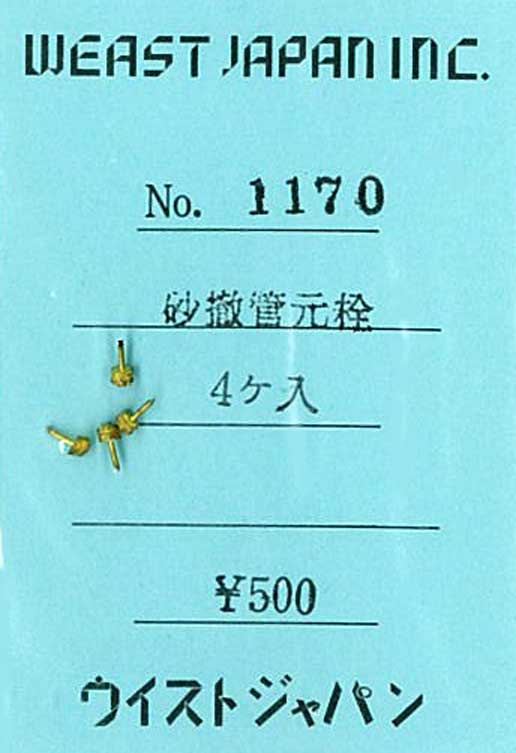 WEAST JAPAN INC.
No. 1170
砂撤管元栓
4ケ入
¥500
ウイストジャパン